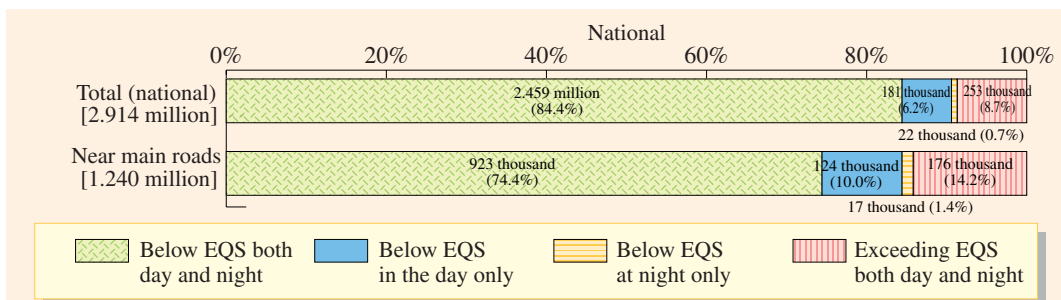 National
0% 20% 40% 60% 80% 100%
Total (national)
[2.914 million]
2.459 million
(84.4%)
181 thousand
(6.2%)
253 thousand
(8.7%)
22 thousand (0.7%)
Near main roads
[1.240 million]
923 thousand
(74.4%)
124 thousand
(10.0%)
176 thousand
(14.2%)
17 thousand (1.4%)
Below EQS both
day and night
Below EQS
in the day only
Below EQS
at night only
Exceeding EQS
both day and night